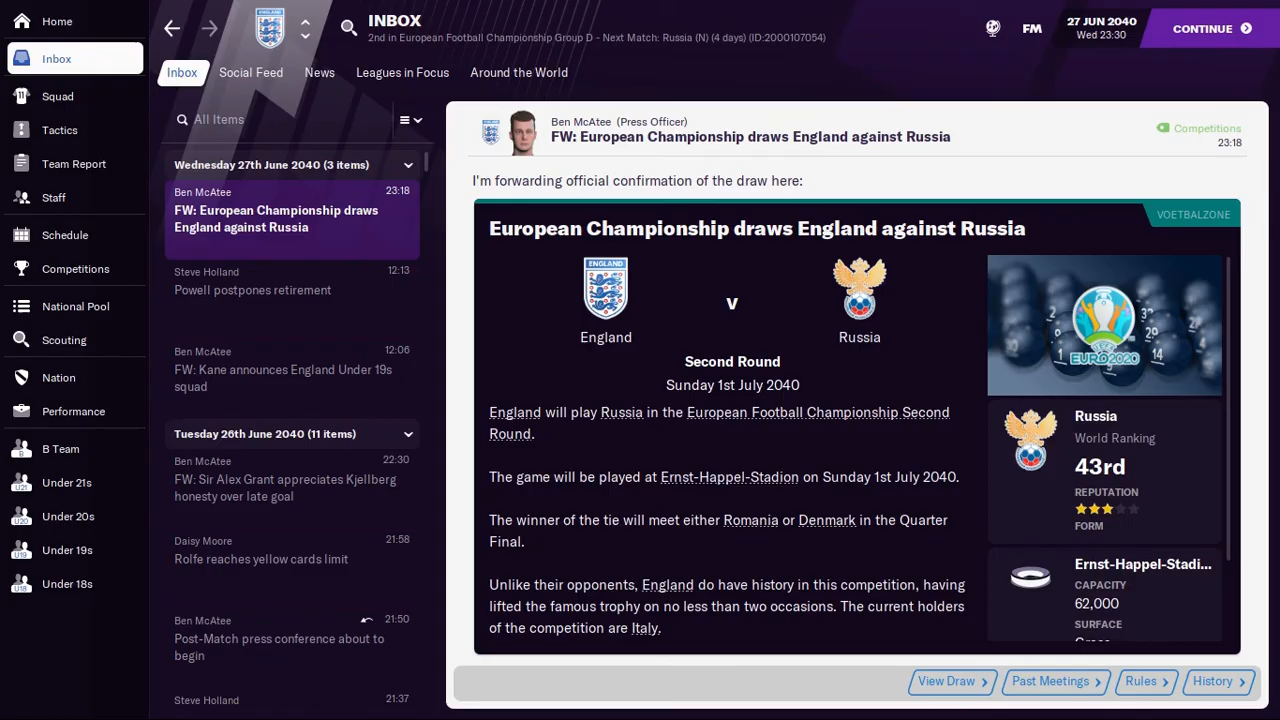 Home
Inbox
Squad
Tactics
Team Report
Staff
Schedule
Competitions
National Pool
Scouting
Nation
Performance
B Team
Under 21s
Under 20s
Under 19s
Under 18s
ENGLAND
INBOX
2nd in European Football Championship Group D - Next Match: Russia (N) (4 days) (ID:2000107054)
FM
27 JUN 2040
Wed 23:30
CONTINUE
Inbox
Social Feed
News
Leagues in Focus
Around the World
All Items
Wednesday 27th June 2040 (3 items)
Ben McAtee 23:18
FW: European Championship draws
England against Russia
Steve Holland 12:13
Powell postpones retirement
Ben McAtee 12:06
FW: Kane announces England Under 19s
squad
Tuesday 26th June 2040 (11 items)
Ben McAtee 22:30
FW: Sir Alex Grant appreciates Kjellberg
honesty over late goal
Daisy Moore 21:58
Rolfe reaches yellow cards limit
Ben McAtee 21:50
Post-Match press conference about to
begin
Steve Holland 21:37
Ben McAtee (Press Officer)
FW: European Championship draws England against Russia
Competitions
23:18
I'm forwarding official confirmation of the draw here:
VOETBALZONE
European Championship draws England against Russia
ENGLAND
v
England
Russia
Second Round
Sunday 1st July 2040
England will play Russia in the European Football Championship Second
Round.
The game will be played at Ernst-Happel-Stadion on Sunday 1st July 2040.
The winner of the tie will meet either Romania or Denmark in the Quarter
Final.
Unlike their opponents, England do have history in this competition, having
lifted the famous trophy on no less than two occasions. The current holders
of the competition are Italy.
EURO2020
Russia
World Ranking
43rd
REPUTATION
FORM
Ernst-Happel-Stadi...
CAPACITY
62,000
SURFACE
Grass
View Draw
Past Meetings
Rules
History